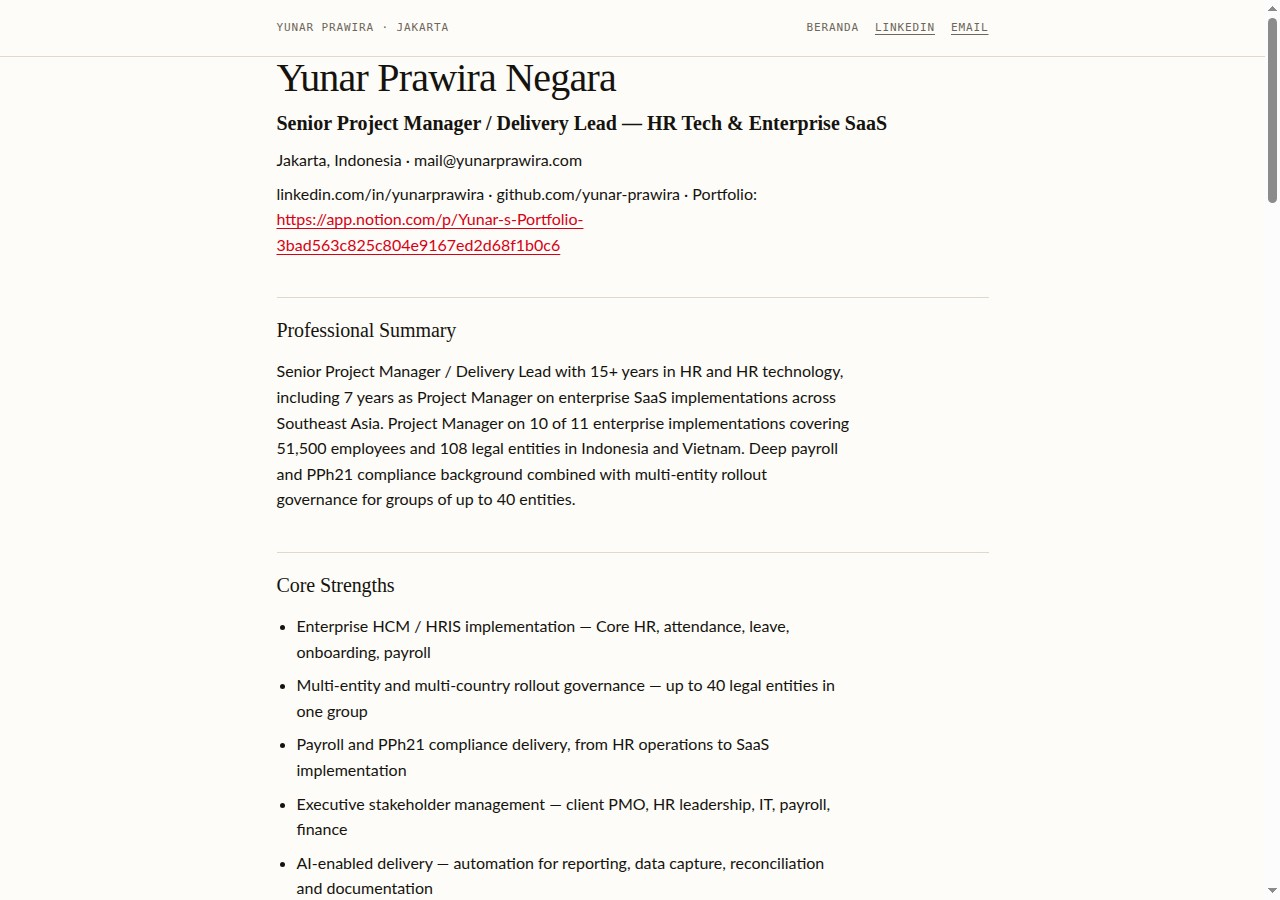 YUNAR PRAWIRA · JAKARTA
BERANDA LINKEDIN EMAIL
Yunar Prawira Negara
Senior Project Manager / Delivery Lead — HR Tech & Enterprise SaaS
Jakarta, Indonesia · mail@yunarprawira.com
linkedin.com/in/yunarprawira · github.com/yunar-prawira · Portfolio:
https://app.notion.com/p/Yunar-s-Portfolio-
3bad563c825c804e9167ed2d68f1b0c6
Professional Summary
Senior Project Manager / Delivery Lead with 15+ years in HR and HR technology,
including 7 years as Project Manager on enterprise SaaS implementations across
Southeast Asia. Project Manager on 10 of 11 enterprise implementations covering
51,500 employees and 108 legal entities in Indonesia and Vietnam. Deep payroll
and PPh21 compliance background combined with multi-entity rollout
governance for groups of up to 40 entities.
Core Strengths
• Enterprise HCM / HRIS implementation — Core HR, attendance, leave,
onboarding, payroll
• Multi-entity and multi-country rollout governance — up to 40 legal entities in
one group
• Payroll and PPh21 compliance delivery, from HR operations to SaaS
implementation
• Executive stakeholder management — client PMO, HR leadership, IT, payroll,
finance
• AI-enabled delivery — automation for reporting, data capture, reconciliation
and documentation